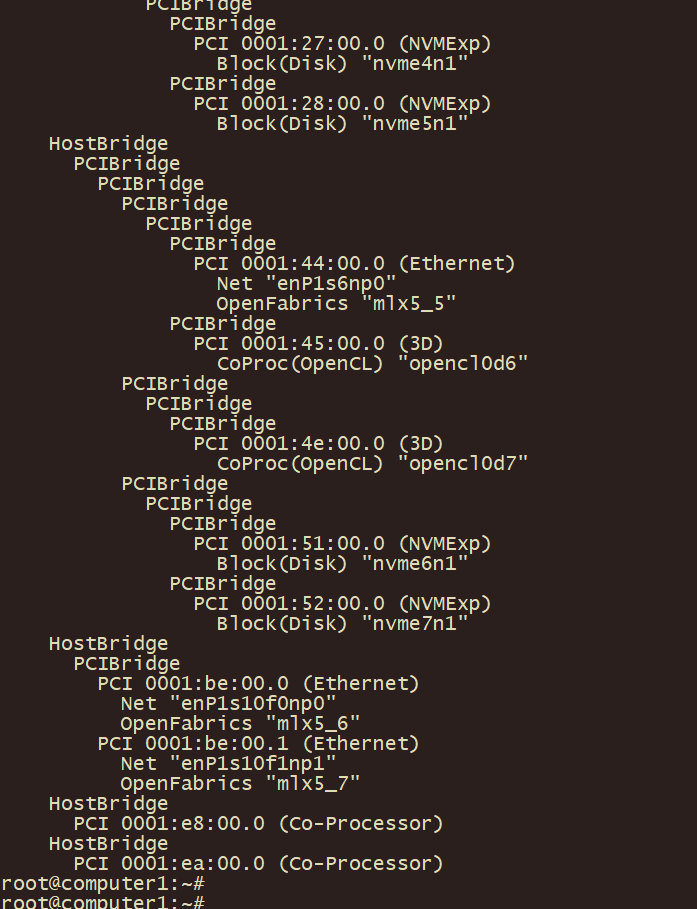 PCIBridge
PCIBridge
PCI 0001:27:00.0 (NVMExp)
Block(Disk) "nvme4n1"
PCIBridge
PCI 0001:28:00.0 (NVMExp)
Block(Disk) "nvme5n1"
HostBridge
PCIBridge
PCIBridge
PCIBridge
PCIBridge
PCIBridge
PCI 0001:44:00.0 (Ethernet)
Net "enP1s6np0"
OpenFabrics "mlx5_5"
PCIBridge
PCI 0001:45:00.0 (3D)
CoProc(OpenCL) "opencl0d6"
PCIBridge
PCIBridge
PCIBridge
PCI 0001:4e:00.0 (3D)
CoProc(OpenCL) "opencl0d7"
PCIBridge
PCIBridge
PCIBridge
PCI 0001:51:00.0 (NVMExp)
Block(Disk) "nvme6n1"
PCIBridge
PCI 0001:52:00.0 (NVMExp)
Block(Disk) "nvme7n1"
HostBridge
PCIBridge
PCI 0001:be:00.0 (Ethernet)
Net "enP1s10f0np0"
OpenFabrics "mlx5_6"
PCI 0001:be:00.1 (Ethernet)
Net "enP1s10f1np1"
OpenFabrics "mlx5_7"
HostBridge
PCI 0001:e8:00.0 (Co-Processor)
HostBridge
PCI 0001:ea:00.0 (Co-Processor)
root@computer1:~#
root@computer1:~#